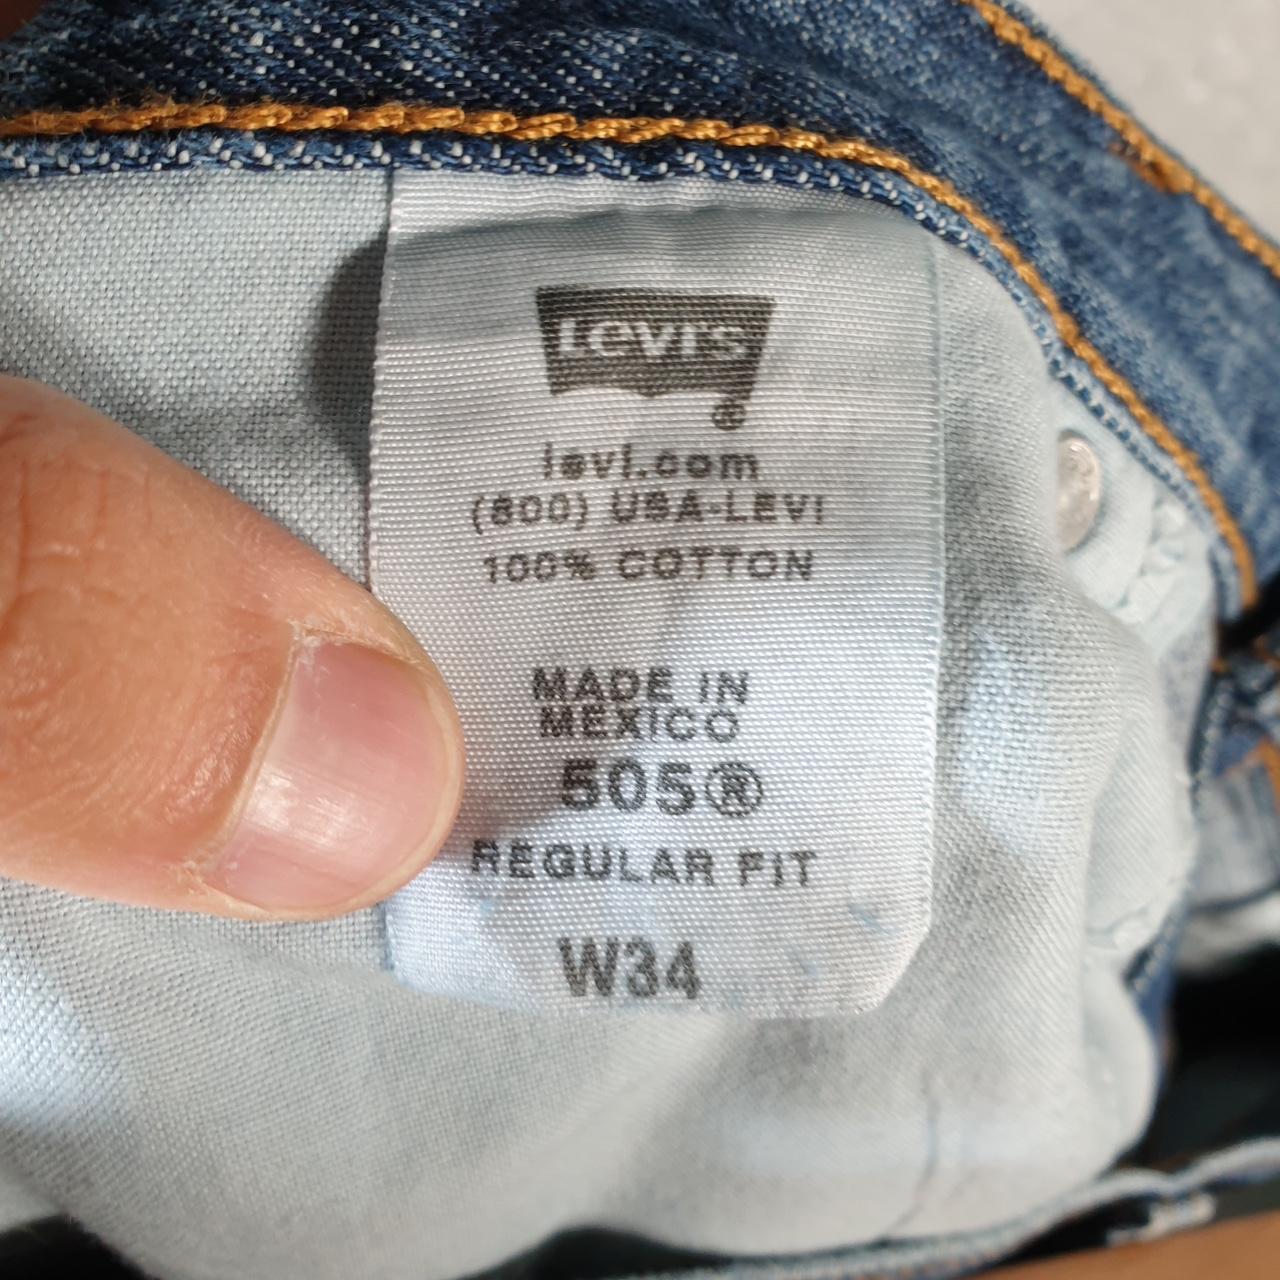 Levi's
®
levi.com
(800) USA-LEVI
100% COTTON
MADE IN
MEXICO
505®
REGULAR FIT
W34